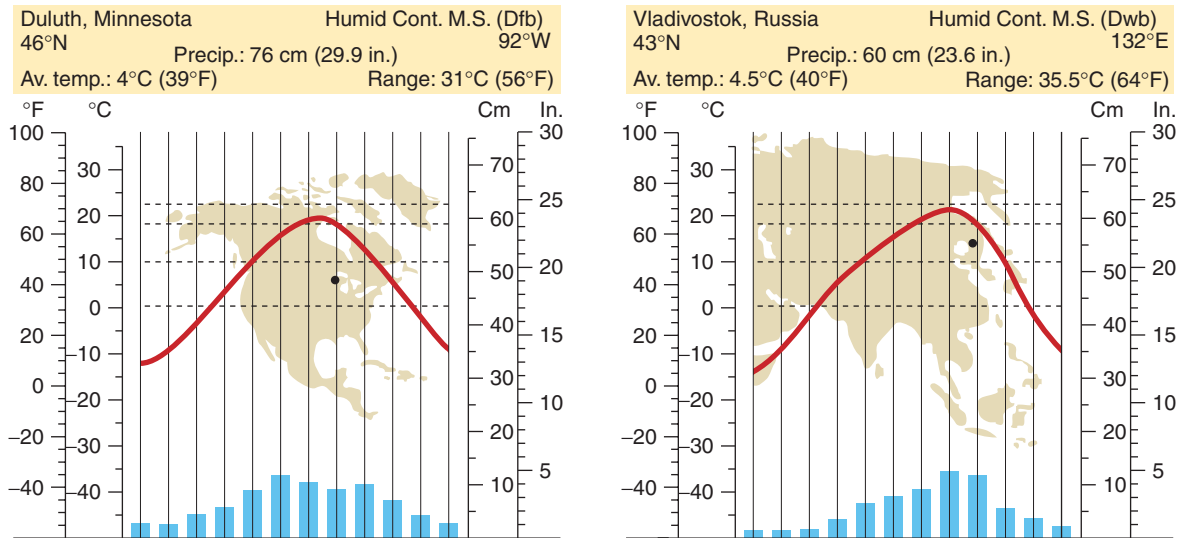 Duluth, Minnesota Humid Cont. M.S. (Dfb)
46°N 92°W
Precip.: 76 cm (29.9 in.)
Av. temp.: 4°C (39°F) Range: 31°C (56°F)
°F °C Cm In.
100 30
30 70
80 25
20 60
60
10 50 20
40
0 40
20 15
–10
0 30
–20 10
–20 20
–30
–40 –40 10 5
Vladivostok, Russia Humid Cont. M.S. (Dwb)
43°N 132°E
Precip.: 60 cm (23.6 in.)
Av. temp.: 4.5°C (40°F) Range: 35.5°C (64°F)
°F °C Cm In.
100 30
30 70
80 25
20 60
60
10 50 20
40
0 40
20 15
–10
0 30
–20 10
–20 20
–30
–40 –40 10 5